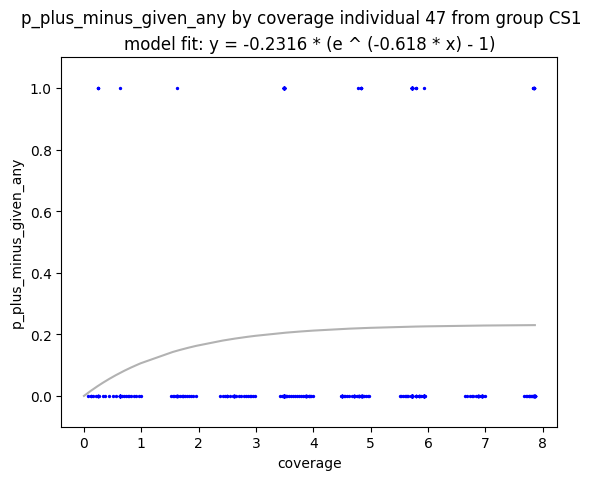 p_plus_minus_given_any by coverage individual 47 from group CS1
model fit: y = -0.2316 * (e ^ (-0.618 * x) - 1)
1.0
0.8
0.6
0.4
0.2
0.0
p_plus_minus_given_any
0 1 2 3 4 5 6 7 8
coverage